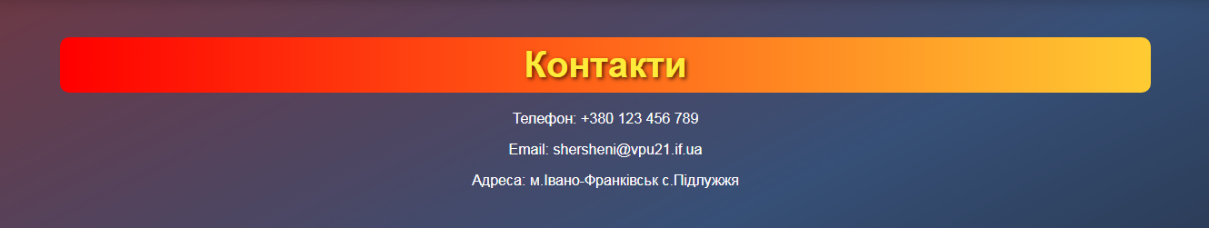 Контакти
Телефон: +380 123 456 789
Email: shersheni@vpu21.if.ua
Адреса: м.Івано-Франківськ с.Підлужжя